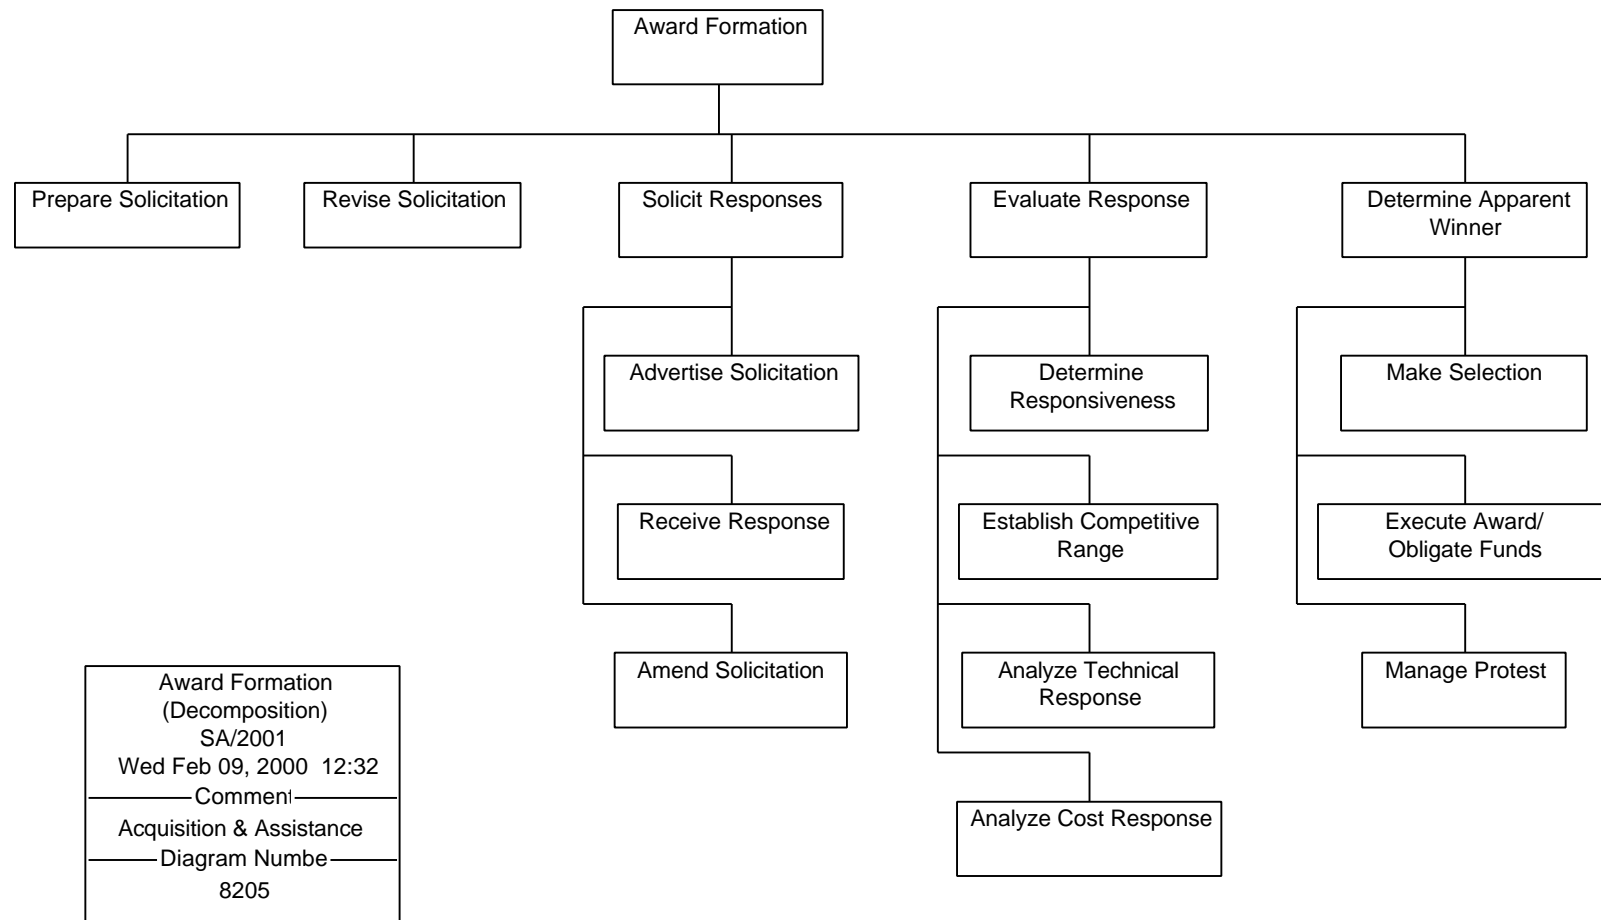 Award Formation
Prepare Solicitation
Revise Solicitation
Solicit Responses
Evaluate Response
Determine Apparent
Winner
Advertise Solicitation
Determine
Responsiveness
Make Selection
Receive Response
Establish Competitive
Range
Execute Award/
Obligate Funds
Amend Solicitation
Analyze Technical
Response
Manage Protest
Analyze Cost Response
Award Formation
(Decomposition)
SA/2001
Wed Feb 09, 2000 12:32
Comment
Acquisition & Assistance
Diagram Numbe
8205